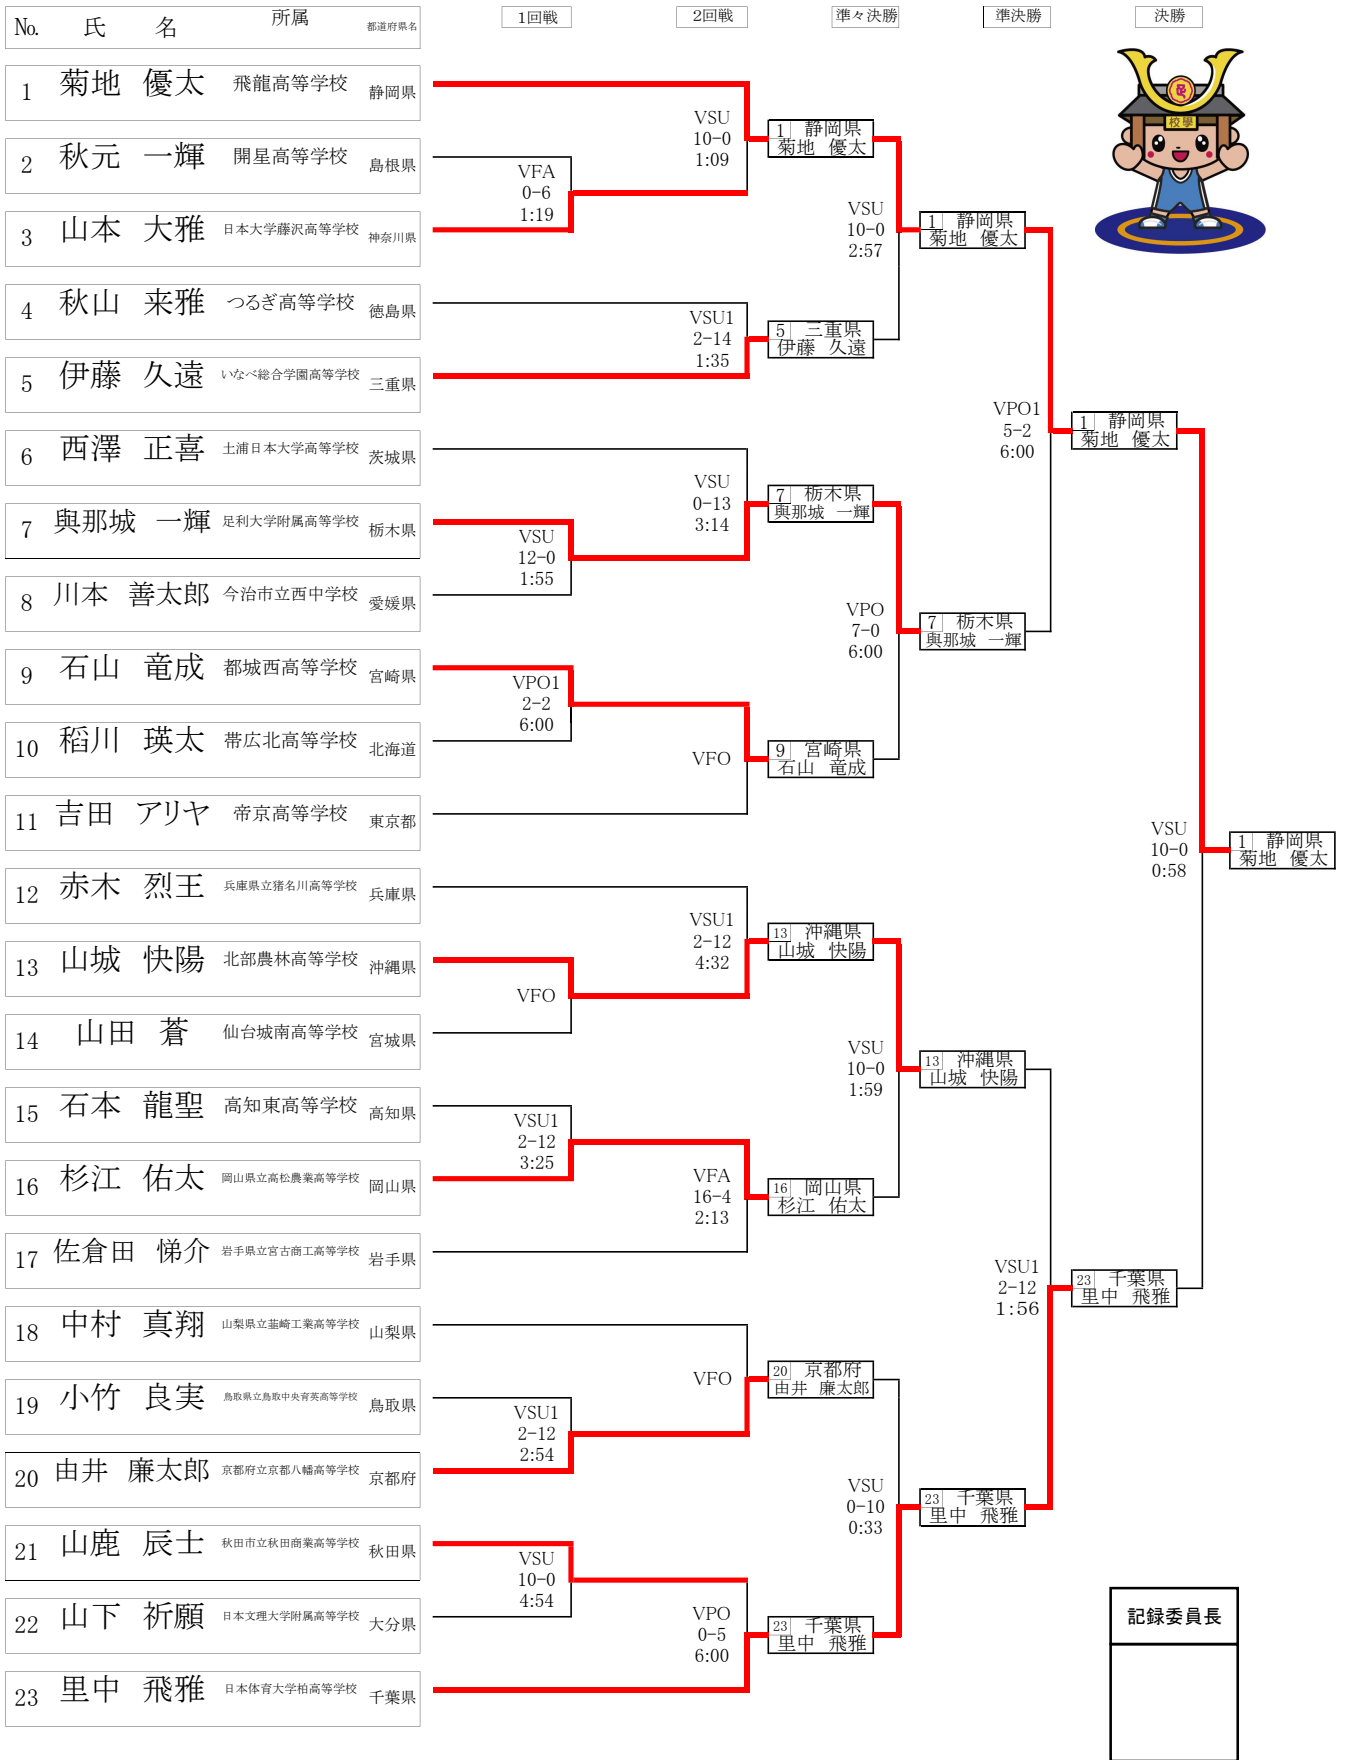 No. 氏 名 所属 都道府県名 1回戦 2回戦 準々決勝 準決勝 決勝
1 菊地 優太 飛龍高等学校 静岡県
2 秋元 一輝 開星高等学校 島根県
3 山本 大雅 日本大学藤沢高等学校 神奈川県
4 秋山 来雅 つるぎ高等学校 徳島県
5 伊藤 久遠 いなべ総合学園高等学校 三重県
6 西澤 正喜 土浦日本大学高等学校 茨城県
7 與那城 一輝 足利大学附属高等学校 栃木県
8 川本 善太郎 今治市立西中学校 愛媛県
9 石山 竜成 都城西高等学校 宮崎県
10 稻川 瑛太 帯広北高等学校 北海道
11 吉田 アリヤ 帝京高等学校 東京都
12 赤木 烈王 兵庫県立猪名川高等学校 兵庫県
13 山城 快陽 北部農林高等学校 沖縄県
14 山田 蒼 仙台城南高等学校 宮城県
15 石本 龍聖 高知東高等学校 高知県
16 杉江 佑太 岡山県立高松農業高等学校 岡山県
17 佐倉田 悌介 岩手県立宮古商工高等学校 岩手県
18 中村 真翔 山梨県立韮崎工業高等学校 山梨県
19 小竹 良実 鳥取県立鳥取中央育英高等学校 鳥取県
20 由井 廉太郎 京都府立京都八幡高等学校 京都府
21 山鹿 辰士 秋田市立秋田商業高等学校 秋田県
22 山下 祈願 日本文理大学附属高等学校 大分県
23 里中 飛雅 日本体育大学柏高等学校 千葉県
VFA
0-6
1:19
VSU
12-0
1:55
VPO1
2-2
6:00
VFO
VSU1
2-12
3:25
VSU1
2-12
2:54
VSU
10-0
4:54
VSU
10-0
1:09
VSU1
2-14
1:35
VSU
0-13
3:14
VFO
VSU1
2-12
4:32
VFA
16-4
2:13
VFO
VPO
0-5
6:00
1 静岡県
菊地 優太
5 三重県
伊藤 久遠
7 栃木県
與那城 一輝
9 宮崎県
石山 竜成
13 沖縄県
山城 快陽
16 岡山県
杉江 佑太
20 京都府
由井 廉太郎
23 千葉県
里中 飛雅
VSU
10-0
2:57
VPO
7-0
6:00
VSU
10-0
1:59
VSU
0-10
0:33
1 静岡県
菊地 優太
7 栃木県
與那城 一輝
13 沖縄県
山城 快陽
23 千葉県
里中 飛雅
VPO1
5-2
6:00
VSU1
2-12
1:56
1 静岡県
菊地 優太
23 千葉県
里中 飛雅
VSU
10-0
0:58
1 静岡県
菊地 優太
校學
記録委員長